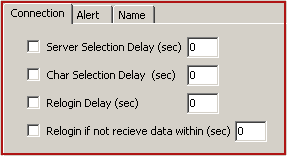 Connection Alert Name
Server Selection Delay (sec) 0
Char Selection Delay (sec) 0
Relogin Delay (sec) 0
Relogin if not recieve data within (sec) 0